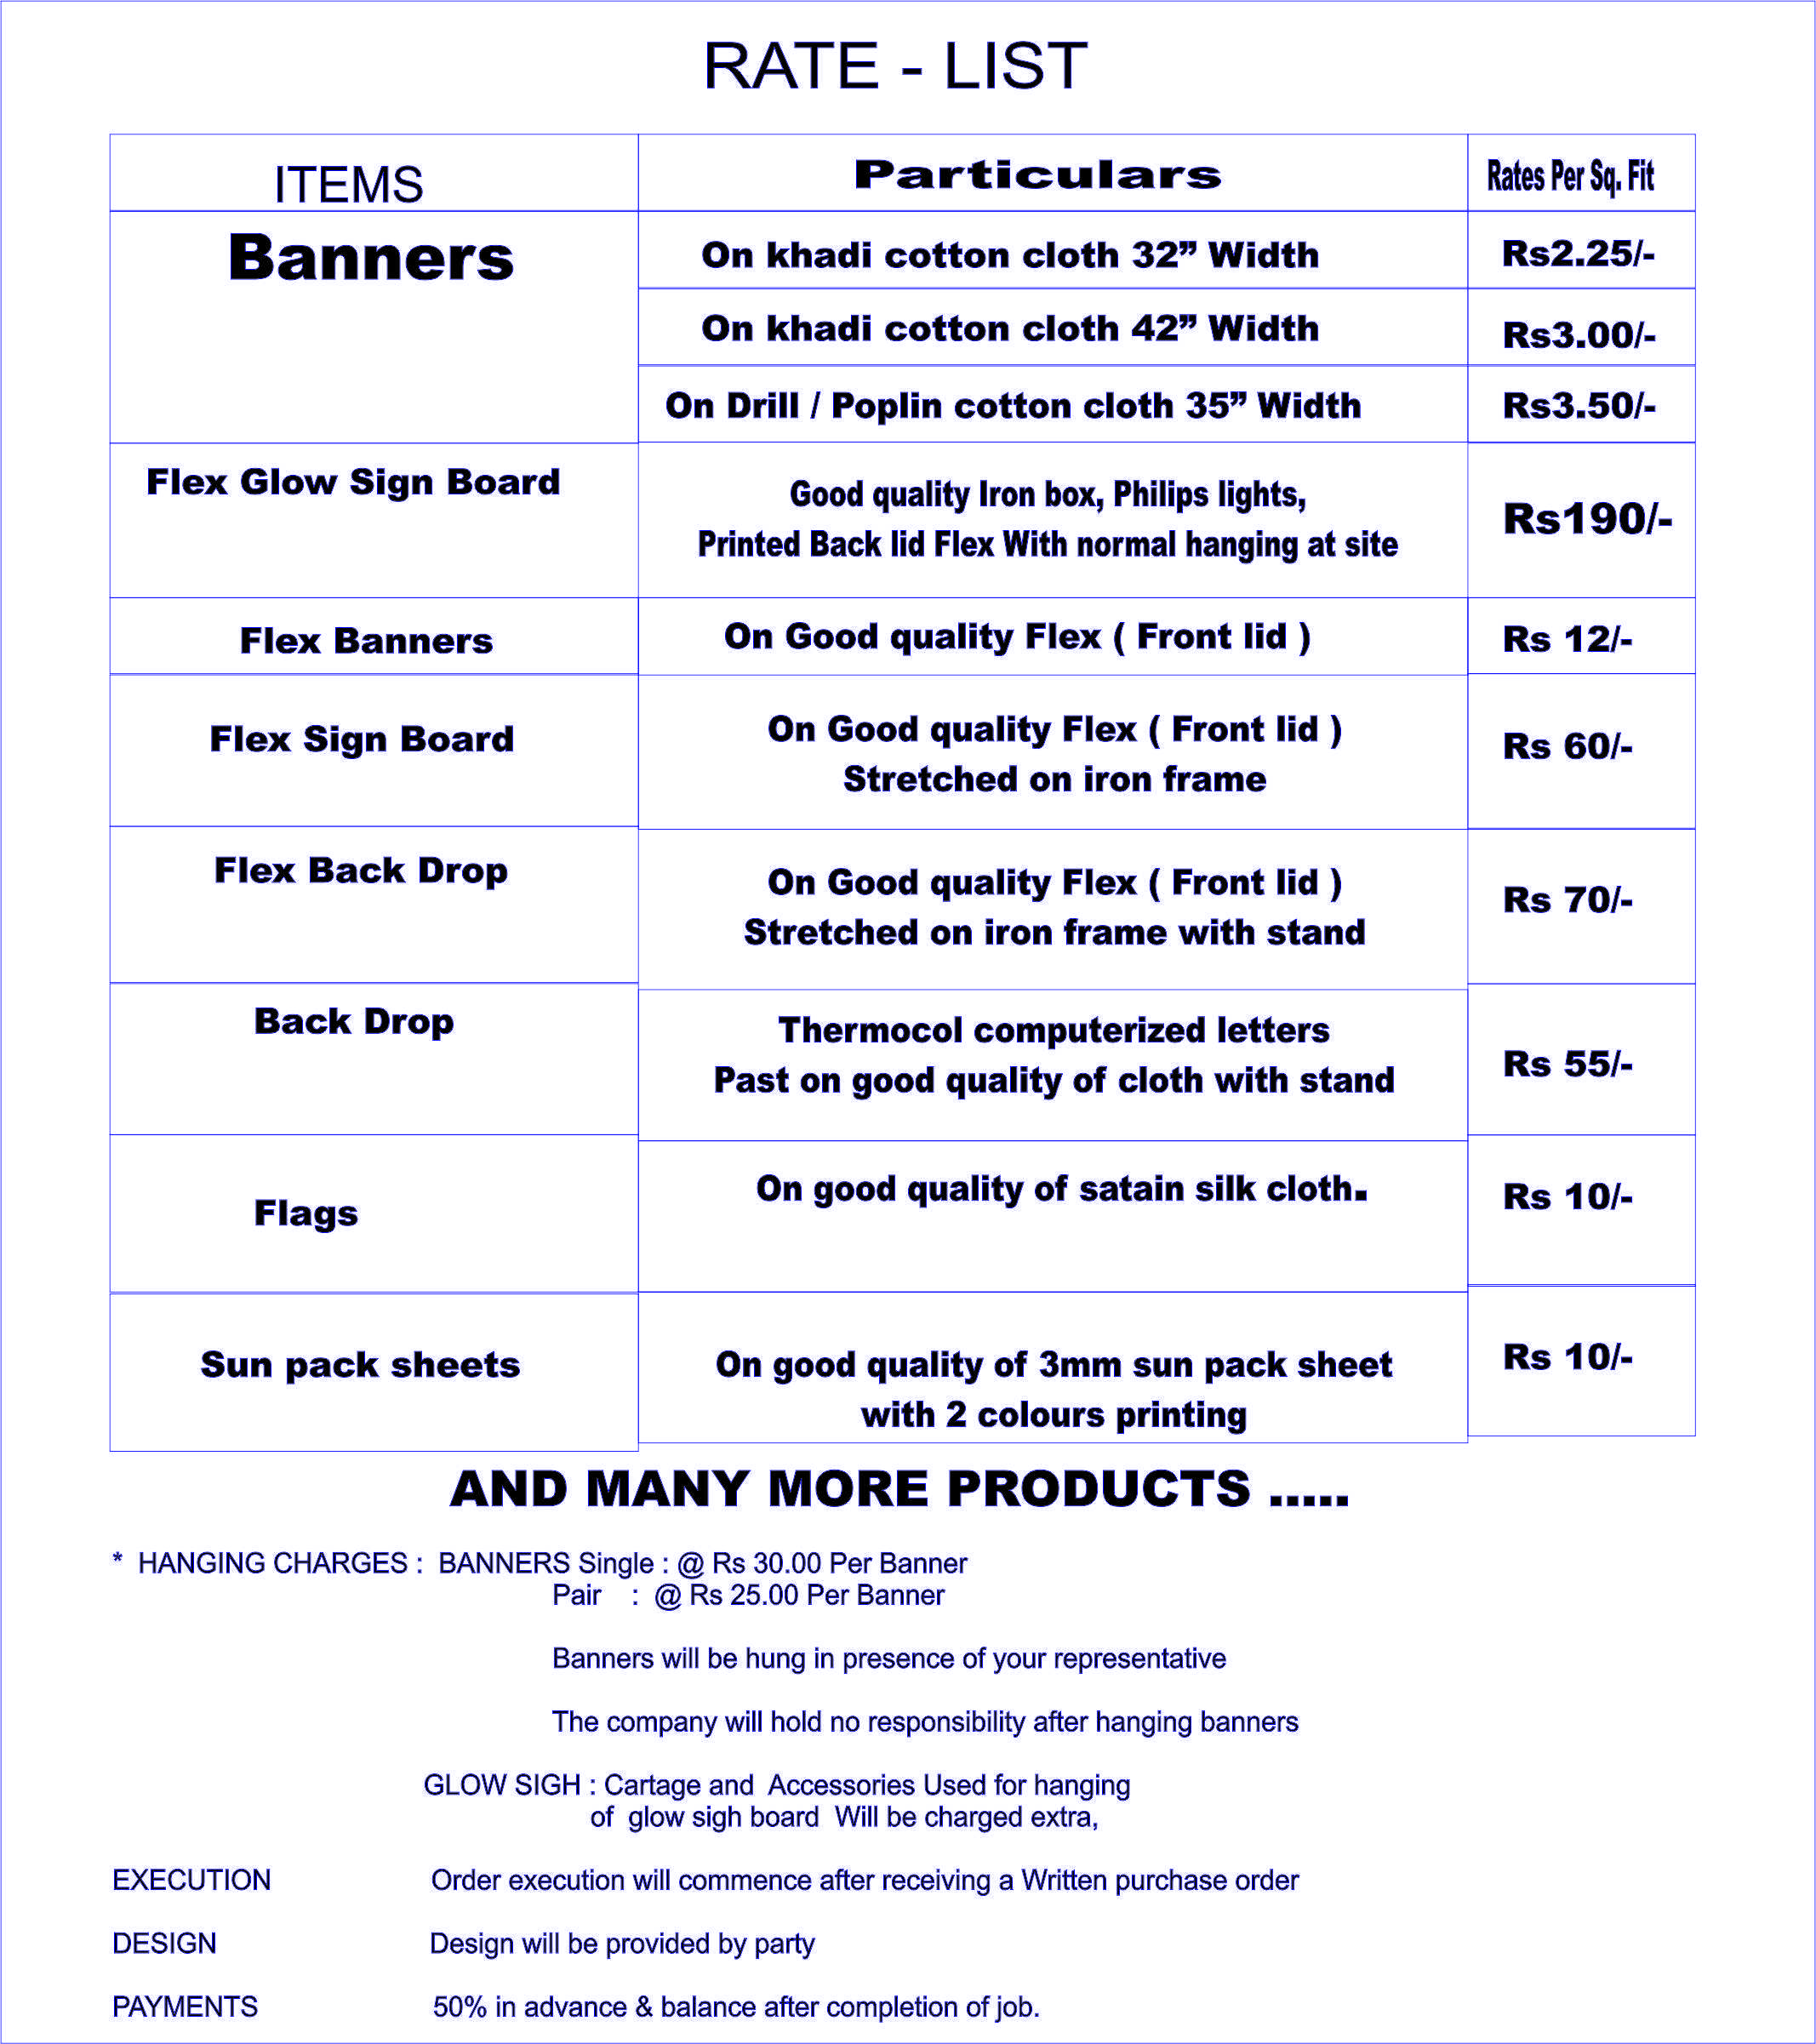 RATE - LIST
ITEMS Particulars Rates Per Sq. Fit
Banners On khadi cotton cloth 32” Width Rs2.25/-
On khadi cotton cloth 42” Width Rs3.00/-
On Drill / Poplin cotton cloth 35” Width Rs3.50/-
Flex Glow Sign Board Good quality Iron box, Philips lights,
Printed Back lid Flex With normal hanging at site Rs190/-
Flex Banners On Good quality Flex ( Front lid ) Rs 12/-
Flex Sign Board On Good quality Flex ( Front lid )
Stretched on iron frame Rs 60/-
Flex Back Drop On Good quality Flex ( Front lid )
Stretched on iron frame with stand Rs 70/-
Back Drop Thermocol computerized letters
Past on good quality of cloth with stand Rs 55/-
Flags On good quality of satain silk cloth. Rs 10/-
Sun pack sheets On good quality of 3mm sun pack sheet Rs 10/-
with 2 colours printing
AND MANY MORE PRODUCTS .....
* HANGING CHARGES : BANNERS Single : @ Rs 30.00 Per Banner
Pair : @ Rs 25.00 Per Banner
Banners will be hung in presence of your representative
The company will hold no responsibility after hanging banners
GLOW SIGH : Cartage and Accessories Used for hanging
of glow sigh board Will be charged extra,
EXECUTION Order execution will commence after receiving a Written purchase order
DESIGN Design will be provided by party
PAYMENTS 50% in advance & balance after completion of job.